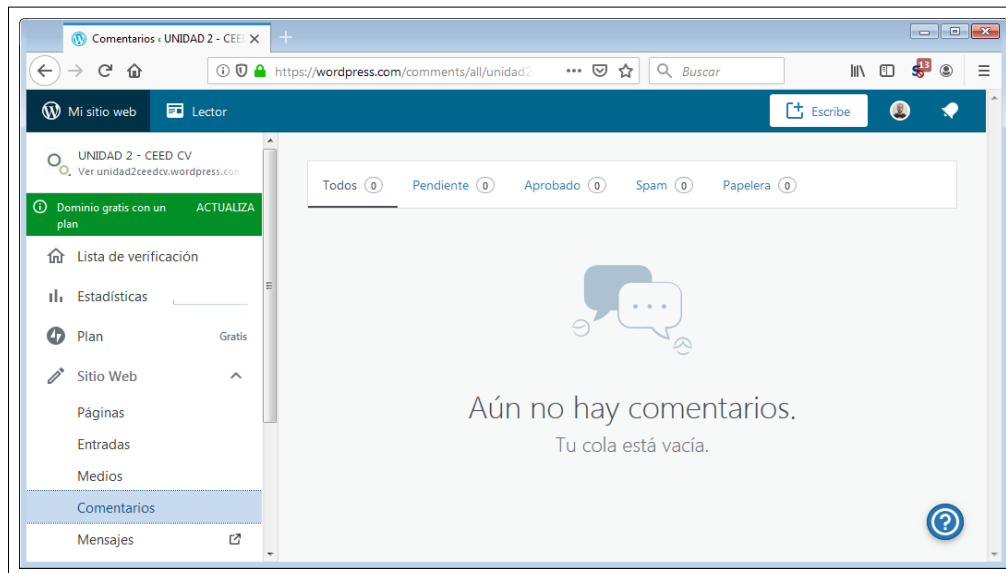 Comentarios ‹ UNIDAD 2 - CEE
https://wordpress.com/comments/all/unidad2
Buscar
13
Mi sitio web
Lector
Escribe
UNIDAD 2 - CEED CV
Ver unidad2ceedcv.wordpress.com
Dominio gratis con un plan
ACTUALIZA
Lista de verificación
Estadísticas
Plan
Gratis
Sitio Web
Páginas
Entradas
Medios
Comentarios
Mensajes
Todos 0
Pendiente 0
Aprobado 0
Spam 0
Papelera 0
Aún no hay comentarios.
Tu cola está vacía.